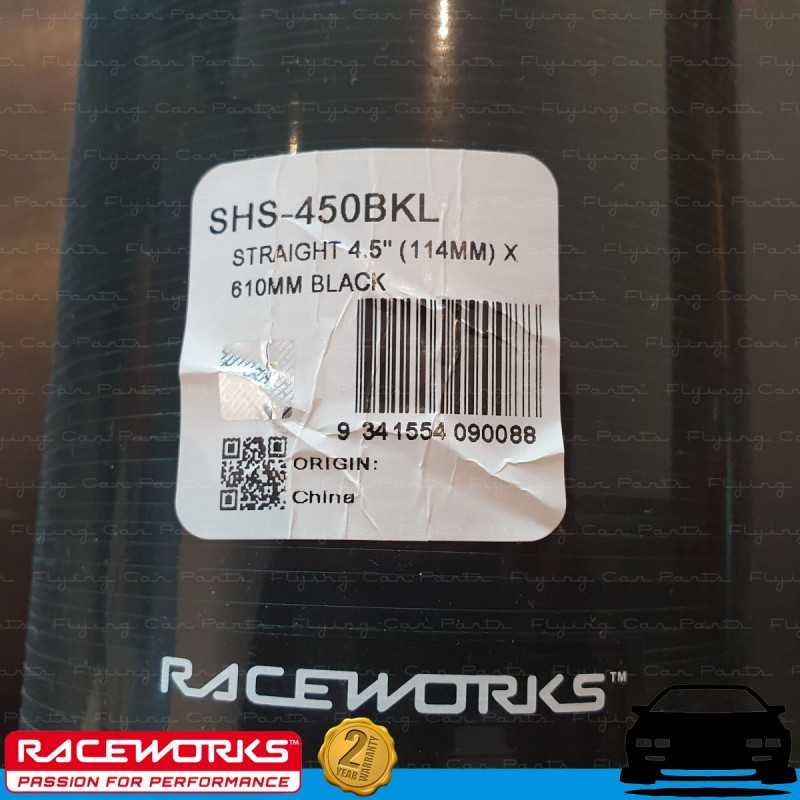 SHS-450BKL
STRAIGHT 4.5" (114MM) X
610MM BLACK
9 341554 090088
ORIGIN:
China
RACEWORKS™
RACEWORKS™
PASSION FOR PERFORMANCE
2
YEAR WARRANTY
Flying Car Parts